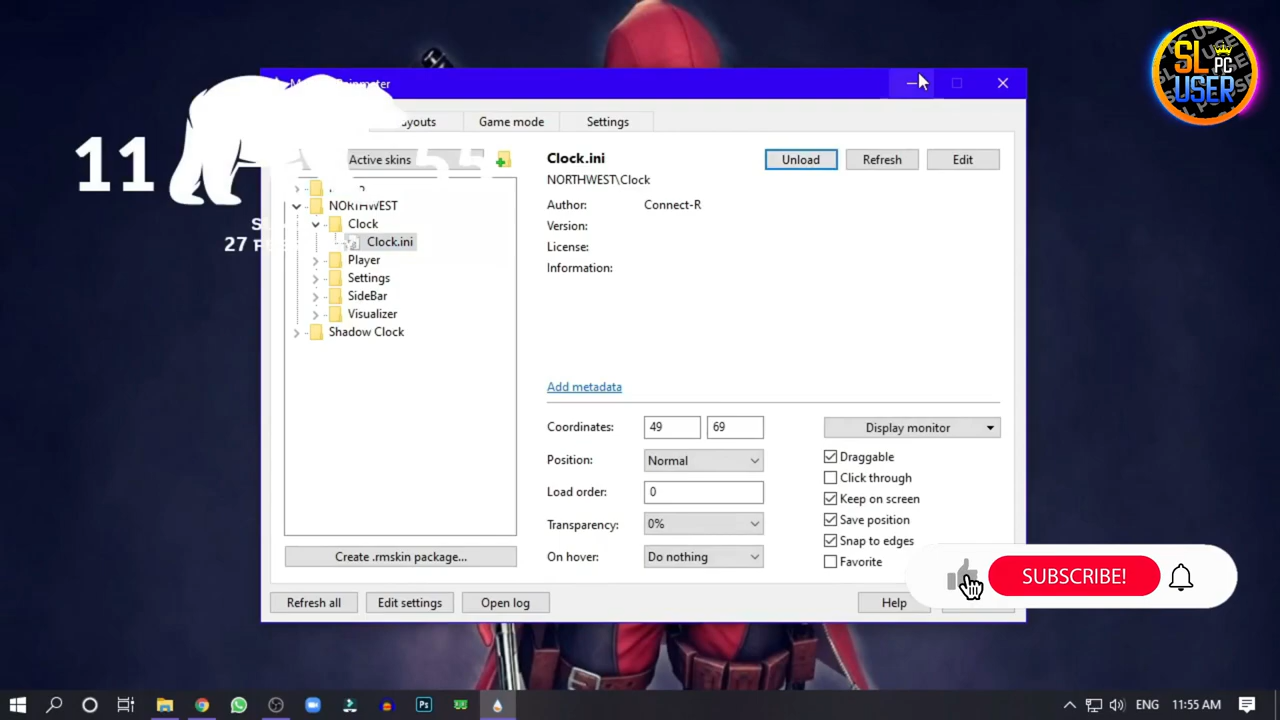 SL
PC
USER
Game mode
Settings
11
55
27
Active skins
NORTHWEST
Clock
Clock.ini
Player
Settings
SideBar
Visualizer
Shadow Clock
Create .rmskin package...
Clock.ini
Unload
Refresh
Edit
NORTHWEST\Clock
Author: Connect-R
Version:
License:
Information:
Add metadata
Coordinates: 49 69
Display monitor
Position: Normal
Load order: 0
Transparency: 0%
On hover: Do nothing
Draggable
Click through
Keep on screen
Save position
Snap to edges
Favorite
SUBSCRIBE!
Refresh all
Edit settings
Open log
Help
Ps
ENG
11:55 AM